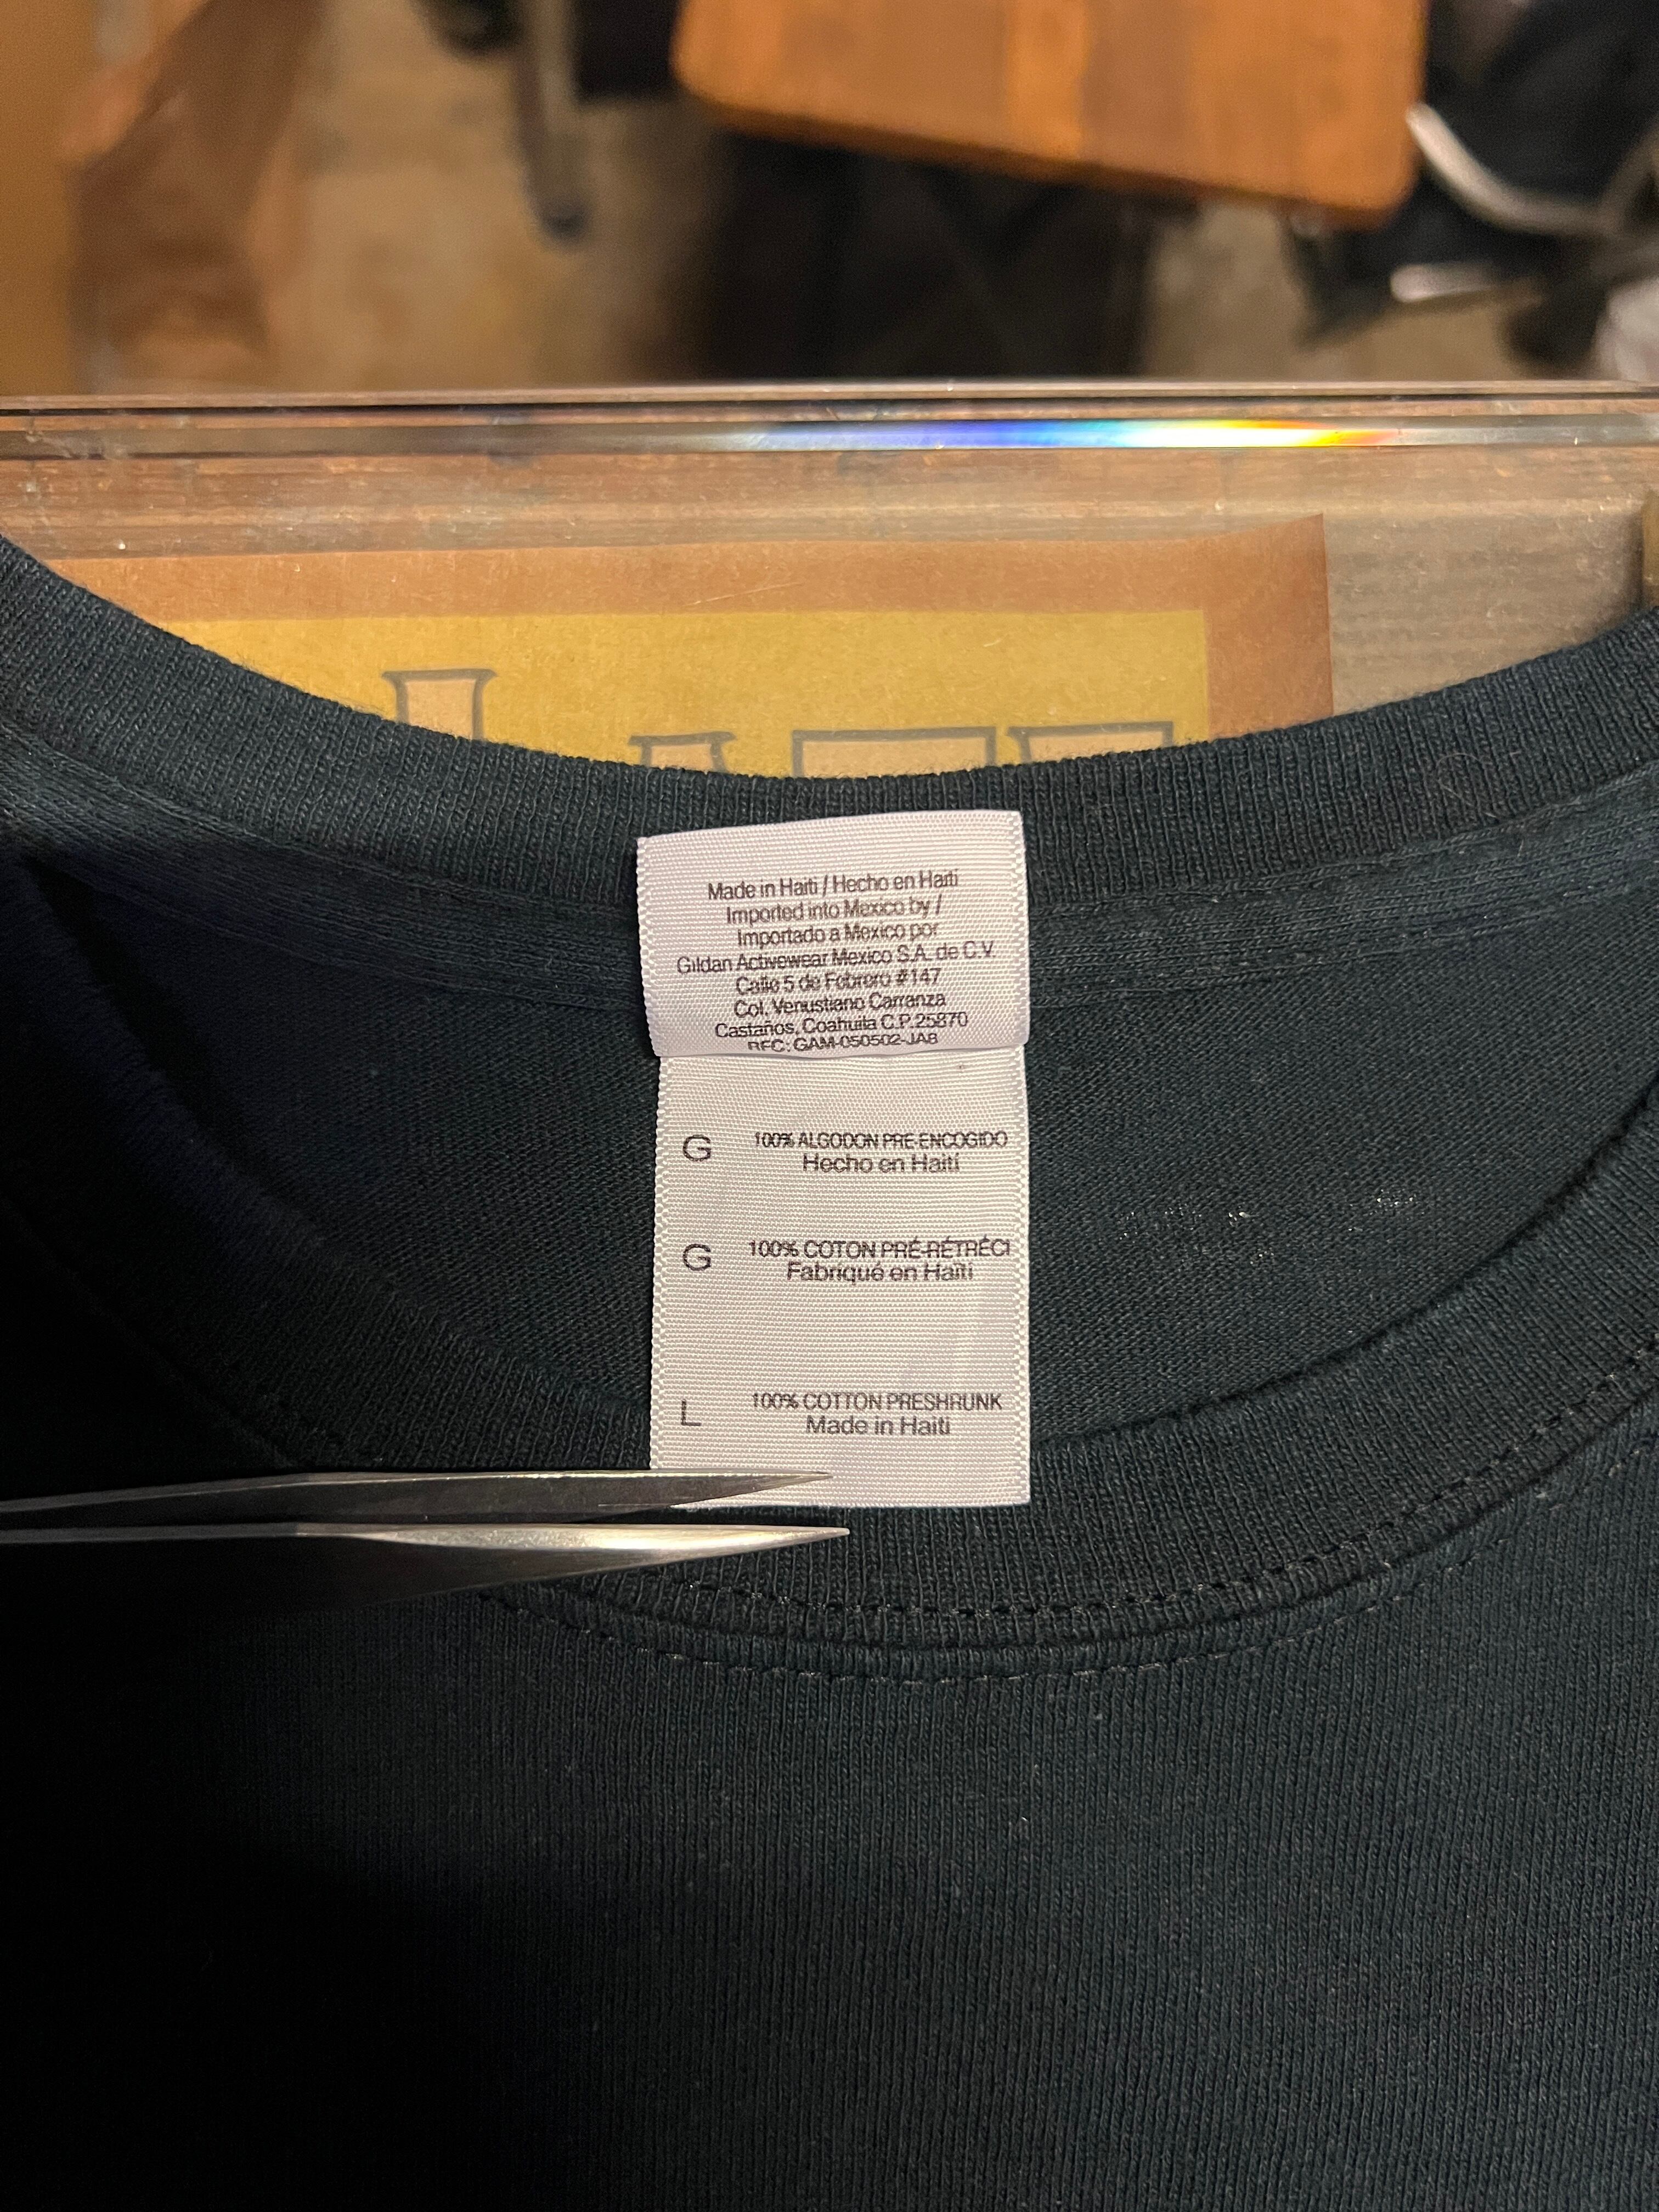 Made in Haiti / Hecho en Haití
Imported into Mexico by /
Importado a Mexico por
Gildan Activewear Mexico S.A. de C.V.
Calle 5 de Febrero #147
Col. Venustiano Carranza
Castaños, Coahuila C.P. 25870
RFC: GAM-050502-JA8
G 100% ALGODON PRE-ENCOGIDO
Hecho en Haití
G 100% COTON PRÉ-RÉTRÉCI
Fabriqué en Haïti
L 100% COTTON PRESHRUNK
Made in Haiti